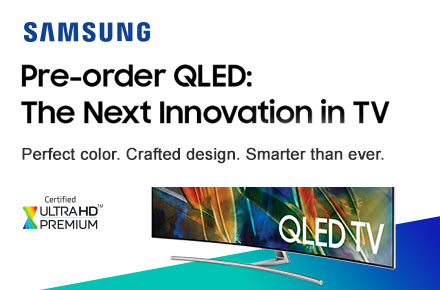 SAMSUNG
Pre-order QLED:
The Next Innovation in TV
Perfect color. Crafted design. Smarter than ever.
Certified
ULTRA HD™
PREMIUM
QLED TV